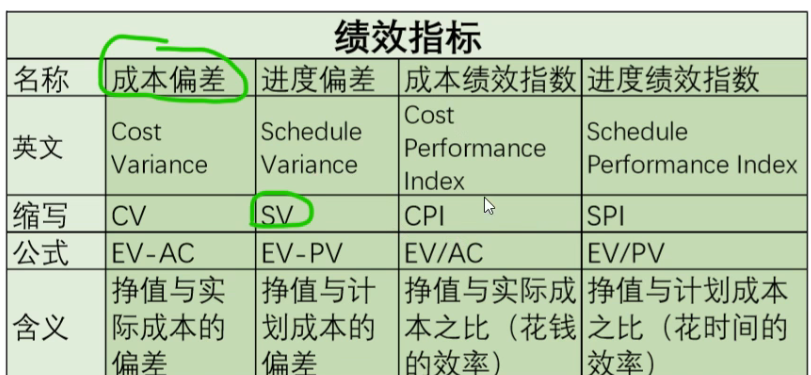 绩效指标
名称 成本偏差 进度偏差 成本绩效指数 进度绩效指数
英文 Cost Variance Schedule Variance Cost Performance Index Schedule Performance Index
缩写 CV SV CPI SPI
公式 EV-AC EV-PV EV/AC EV/PV
含义 挣值与实际成本的偏差 挣值与计划成本的偏差 挣值与实际成本之比（花钱的效率） 挣值与计划成本之比（花时间的效率）